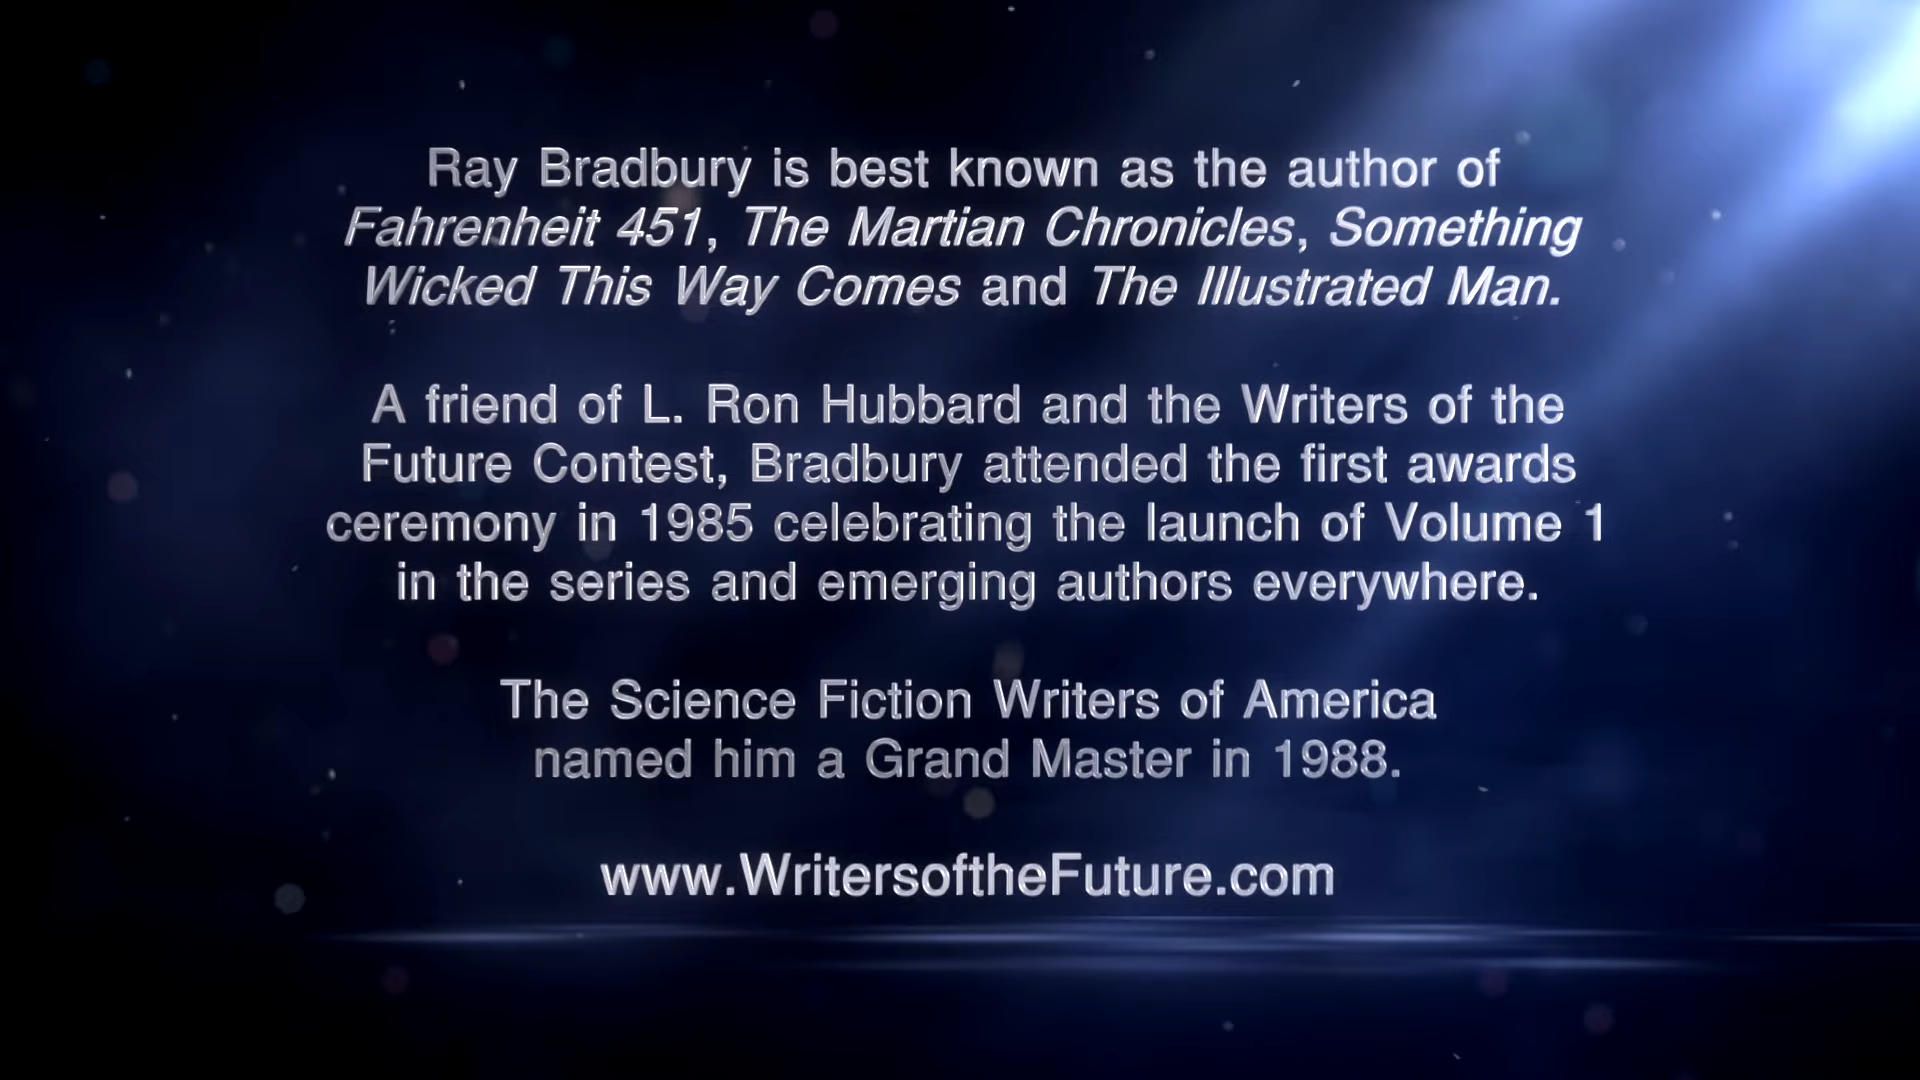 Ray Bradbury is best known as the author of
Fahrenheit 451, The Martian Chronicles, Something
Wicked This Way Comes and The Illustrated Man.
A friend of L. Ron Hubbard and the Writers of the
Future Contest, Bradbury attended the first awards
ceremony in 1985 celebrating the launch of Volume 1
in the series and emerging authors everywhere.
The Science Fiction Writers of America
named him a Grand Master in 1988.
www.WritersoftheFuture.com